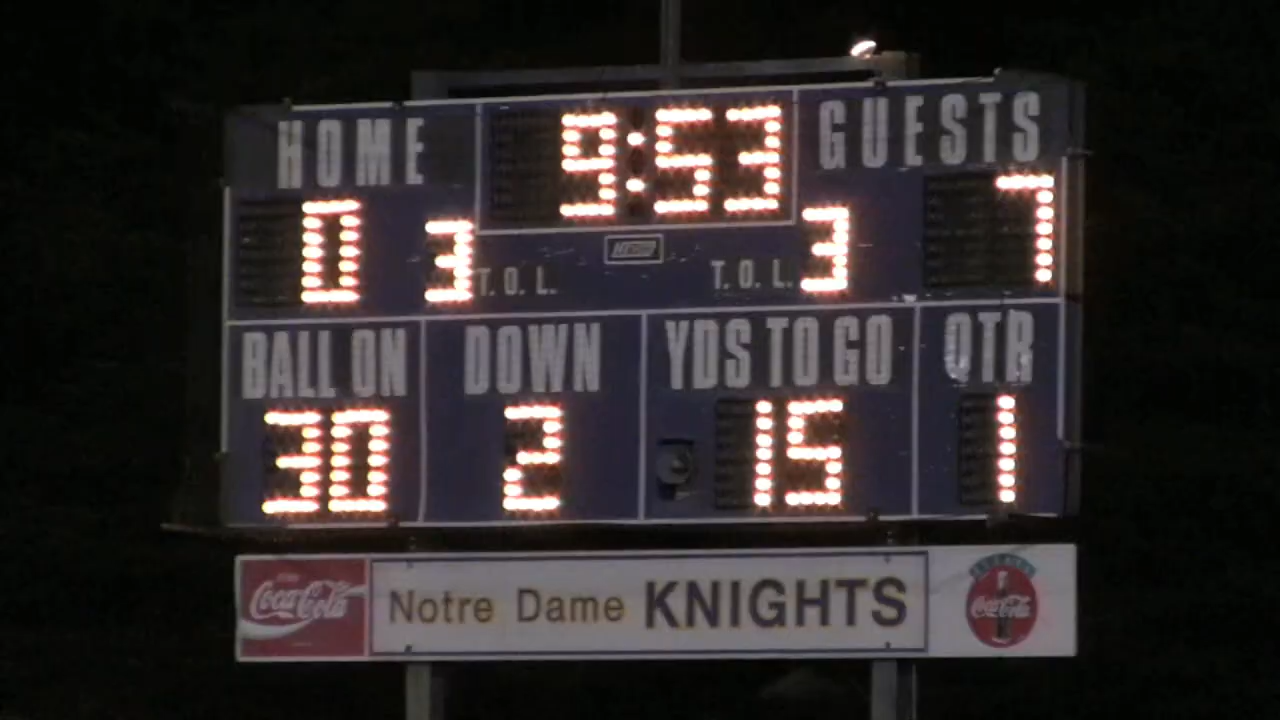 HOME 9:53 GUESTS
0 3 T.O.L. T.O.L. 3 7
BALL ON DOWN YDS TO GO QTR
30 2 15 1
Coca-Cola Notre Dame KNIGHTS Coca-Cola